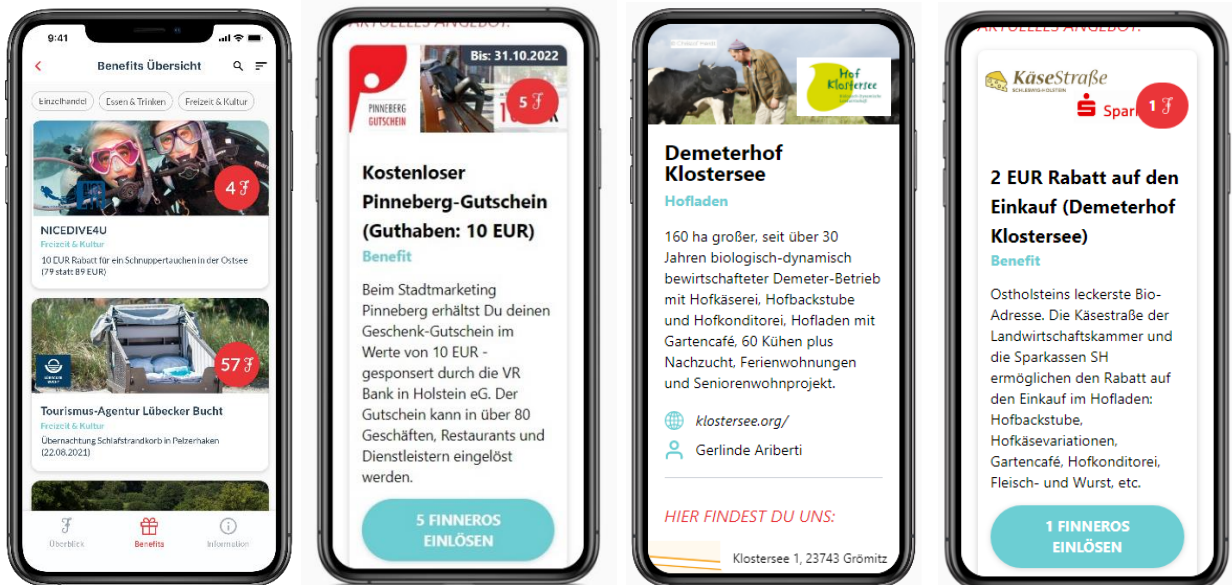 9:41
Benefits Übersicht
Einzelhandel
Essen & Trinken
Freizeit & Kultur
4 F
NICEDIVE4U
Freizeit & Kultur
10 EUR Rabatt für ein Schnuppertauchen in der Ostsee
(79 statt 89 EUR)
57 F
Tourismus-Agentur Lübecker Bucht
Freizeit & Kultur
Übernachtung Schlafstrandkorb in Pelzerhaken
(22.08.2021)
F
Überblick
Benefits
Information
AKTUELLES ANGEBOT:
Bis: 31.10.2022
PINNEBERG
GUTSCHEIN
5 F
Kostenloser
Pinneberg-Gutschein
(Guthaben: 10 EUR)
Benefit
Beim Stadtmarketing
Pinneberg erhältst Du deinen
Geschenk-Gutschein im
Werte von 10 EUR -
gesponsert durch die VR
Bank in Holstein eG. Der
Gutschein kann in über 80
Geschäften, Restaurants und
Dienstleistern eingelöst
werden.
5 FINNEROS
EINLÖSEN
Hof
Klostersee
Demeterhof
Klostersee
Hofladen
160 ha großer, seit über 30
Jahren biologisch-dynamisch
bewirtschafteter Demeter-Betrieb
mit Hofkäserei, Hofbackstube
und Hofkonditorei, Hofladen mit
Gartencafé, 60 Kühen plus
Nachzucht, Ferienwohnungen
und Seniorenwohnprojekt.
klostersee.org/
Gerlinde Ariberti
HIER FINDEST DU UNS:
Klostersee 1, 23743 Grömitz
AKTUELLES ANGEBOT:
KäseStraße
SCHLESWIG-HOLSTEIN
Spar
1 F
2 EUR Rabatt auf den
Einkauf (Demeterhof
Klostersee)
Benefit
Ostholsteins leckerste Bio-
Adresse. Die Käsestraße der
Landwirtschaftskammer und
die Sparkassen SH
ermöglichen den Rabatt auf
den Einkauf im Hofladen:
Hofbackstube,
Hofkäsevariationen,
Gartencafé, Hofkonditorei,
Fleisch- und Wurst, etc.
1 FINNEROS
EINLÖSEN